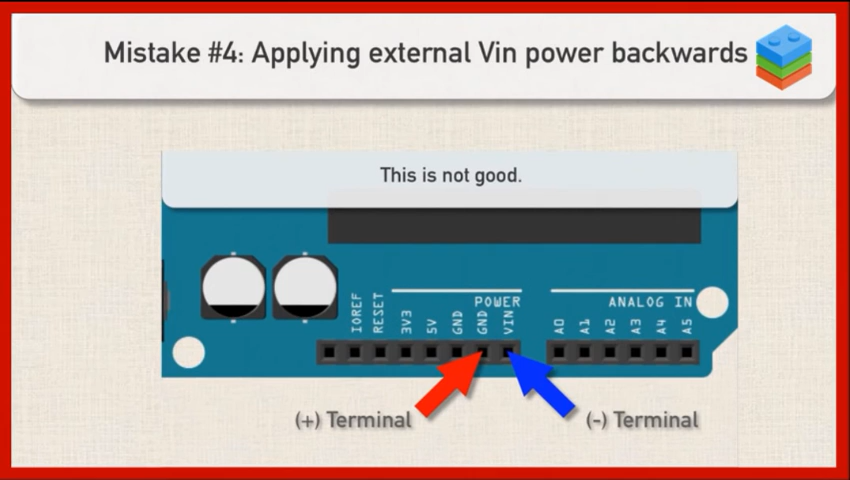 Mistake #4: Applying external Vin power backwards
This is not good.
POWER
ANALOG IN
IOREF
RESET
3V3
5V
GND
GND
VIN
A0
A1
A2
A3
A4
A5
(+) Terminal
(-) Terminal